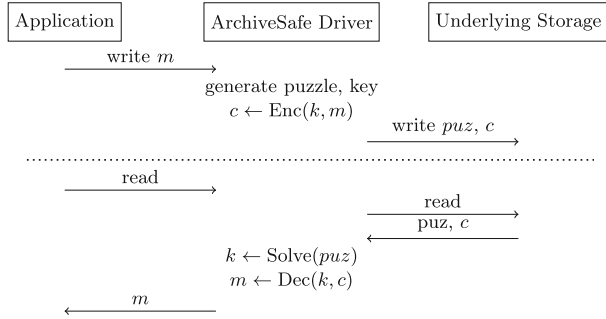 Application
ArchiveSafe Driver
Underlying Storage
write m
generate puzzle, key
c ← Enc(k, m)
write puz, c
read
read
puz, c
k ← Solve(puz)
m ← Dec(k, c)
m